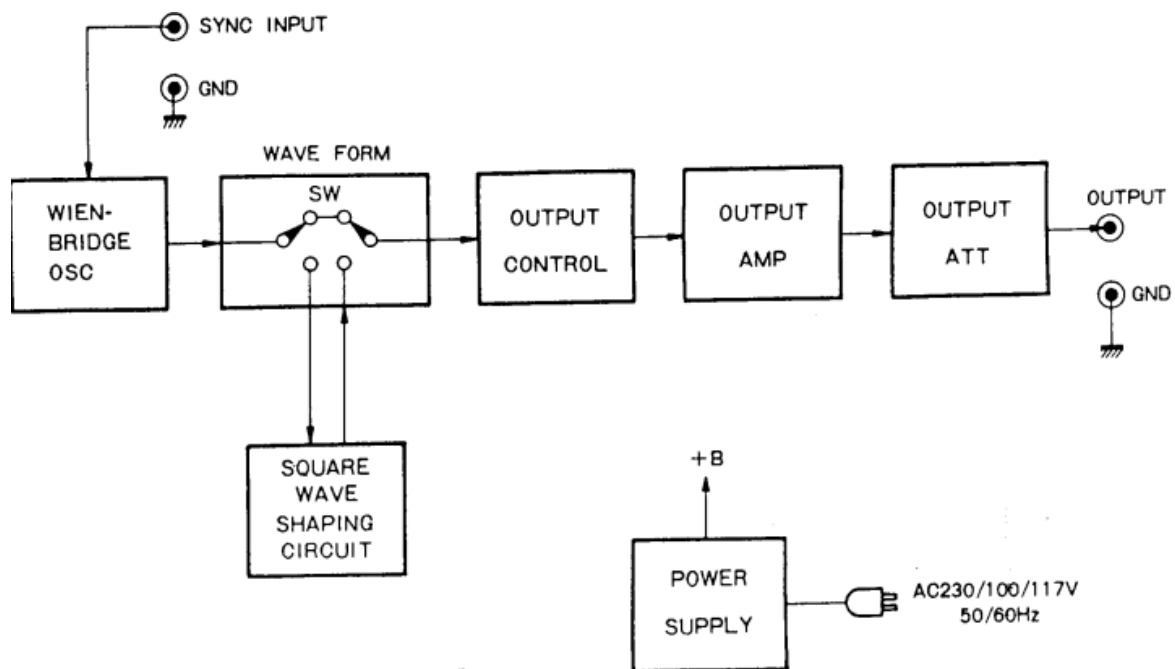 SYNC INPUT
GND
WAVE FORM
SW
WIEN-
BRIDGE
OSC
OUTPUT
CONTROL
OUTPUT
AMP
OUTPUT
ATT
OUTPUT
GND
SQUARE
WAVE
SHAPING
CIRCUIT
+B
POWER
SUPPLY
AC230/100/117V
50/60Hz